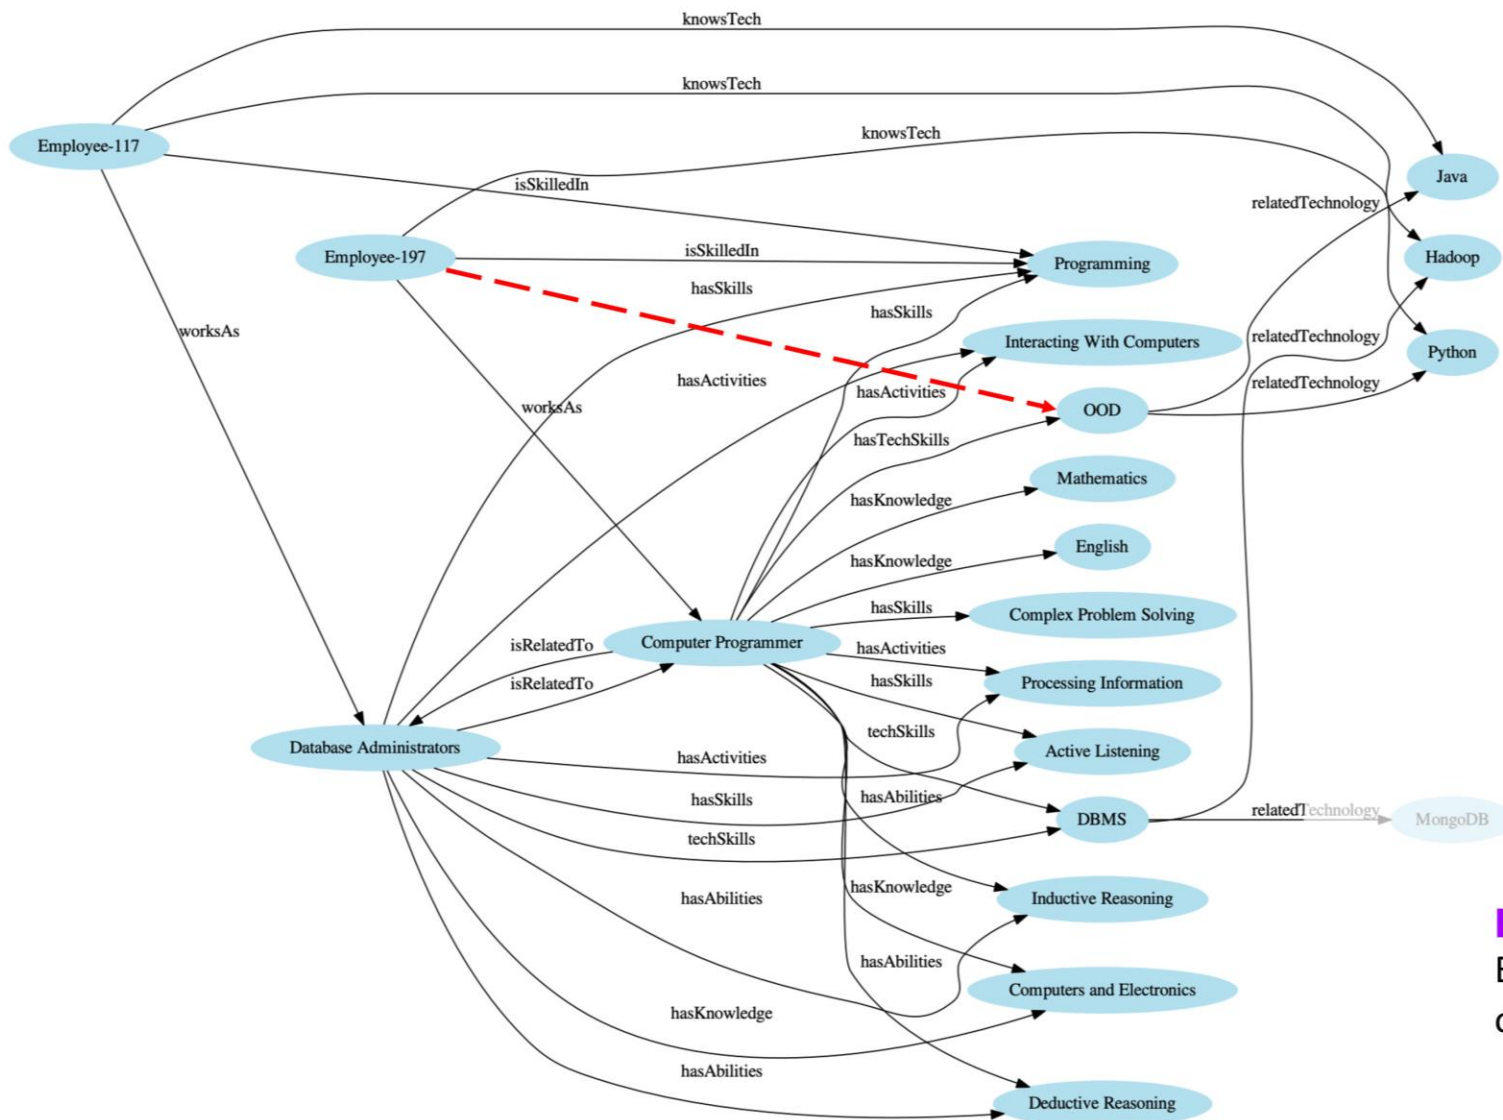 knowsTech
knowsTech
knowsTech
Employee-117
isSkilledIn
Java
relatedTechnology
Employee-197
isSkilledIn
Programming
Hadoop
hasSkills
hasSkills
worksAs
Interacting With Computers
relatedTechnology
Python
hasActivities
hasActivities
relatedTechnology
worksAs
OOD
hasTechSkills
Mathematics
hasKnowledge
English
hasKnowledge
hasSkills
Complex Problem Solving
Computer Programmer
isRelatedTo
hasActivities
isRelatedTo
hasSkills
Processing Information
techSkills
Database Administrators
Active Listening
hasActivities
hasSkills
hasAbilities
relatedTechnology
DBMS
MongoDB
techSkills
hasKnowledge
hasAbilities
Inductive Reasoning
hasAbilities
Computers and Electronics
hasKnowledge
hasAbilities
Deductive Reasoning